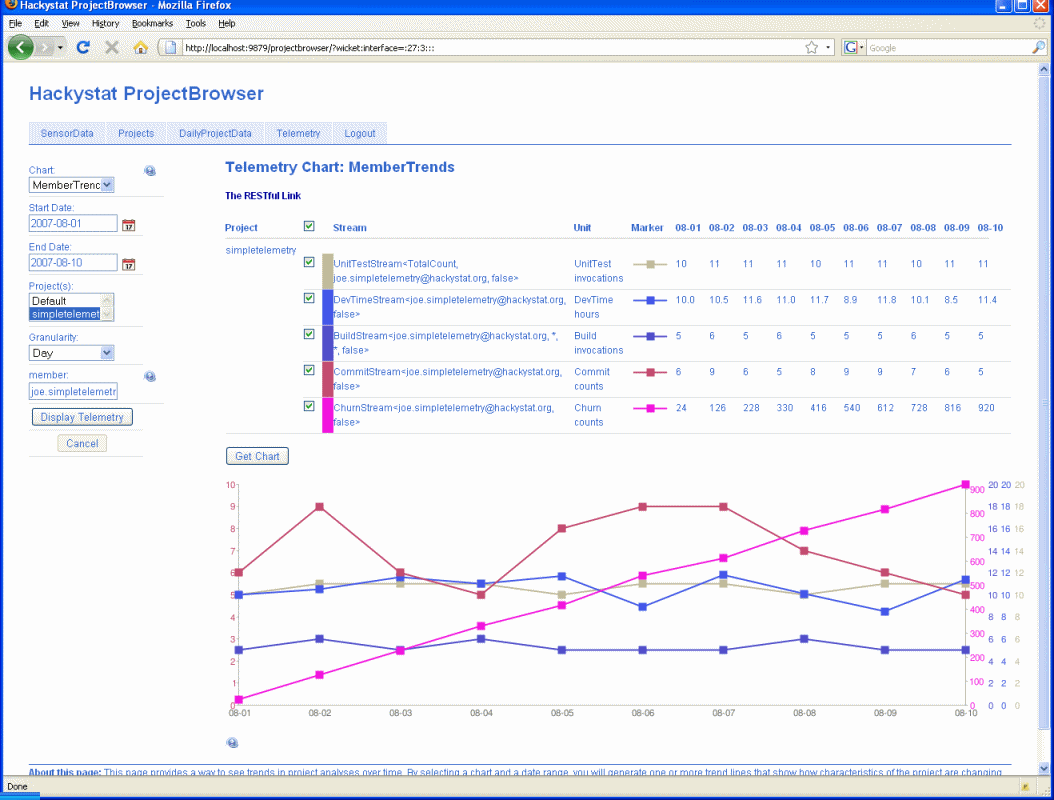 Hackystat ProjectBrowser - Mozilla Firefox
File Edit View History Bookmarks Tools Help
http://localhost:9879/projectbrowser/?wicket:interface=:27:3:::
G Google
Hackystat ProjectBrowser
SensorData Projects DailyProjectData Telemetry Logout
Chart:
MemberTrenc
Start Date:
2007-08-01
17
End Date:
2007-08-10
17
Project(s):
Default
simpletelemet
Granularity:
Day
member:
joe.simpletelemetr
Display Telemetry
Cancel
Telemetry Chart: MemberTrends
The RESTful Link
Project Stream Unit Marker 08-01 08-02 08-03 08-04 08-05 08-06 08-07 08-08 08-09 08-10
simpletelemetry
UnitTestStream<TotalCount, UnitTest 10 11 11 11 10 11 11 10 11 11
joe.simpletelemetry@hackystat.org, false> invocations
DevTimeStream<joe.simpletelemetry@hackystat.org, DevTime 10.0 10.5 11.6 11.0 11.7 8.9 11.8 10.1 8.5 11.4
false> hours
BuildStream<joe.simpletelemetry@hackystat.org, *, Build 5 6 5 6 5 5 5 6 5 5
*, false> invocations
CommitStream<joe.simpletelemetry@hackystat.org, Commit 6 9 6 5 8 9 9 7 6 5
false> counts
ChurnStream<joe.simpletelemetry@hackystat.org, Churn 24 126 228 330 416 540 612 728 816 920
false> counts
Get Chart
10 900 20 20 20
9 800 18 18 18
8 700 16 16 16
7 600 14 14 14
6 500 12 12 12
5 400 10 10 10
4 300 8 8 8
3 200 6 6 6
2 100 4 4 4
1 0 2 2 2
0 0 0 0
08-01 08-02 08-03 08-04 08-05 08-06 08-07 08-08 08-09 08-10
About this page: This page provides a way to see trends in project analyses over time. By selecting a chart and a date range, you will generate one or more trend lines that show how characteristics of the project are changing
Done